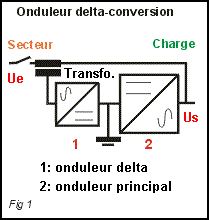 Onduleur delta-conversion
Secteur
Charge
Ue
Transfo.
Us
1
2
1: onduleur delta
2: onduleur principal
Fig 1